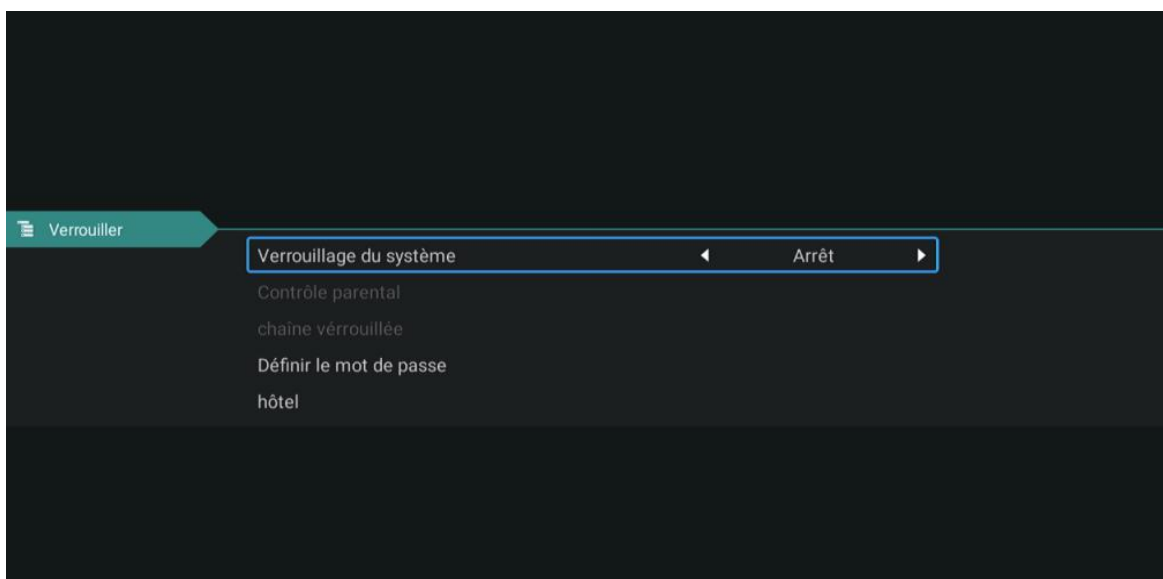 Verrouiller
Verrouillage du système Arrêt
Contrôle parental
chaîne vérrouillée
Définir le mot de passe
hôtel